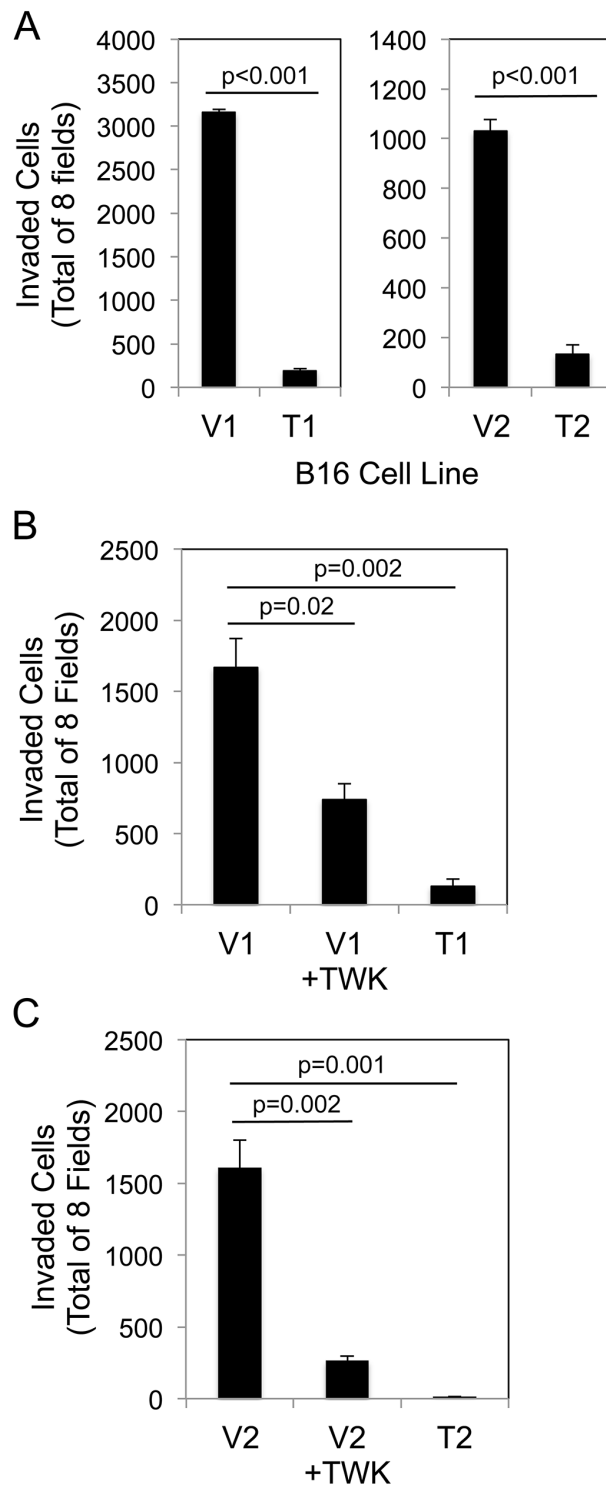 A
Invaded Cells
(Total of 8 fields)
4000
3500
3000
2500
2000
1500
1000
500
0
p<0.001
V1 T1
1400
1200
1000
800
600
400
200
0
p<0.001
V2 T2
B16 Cell Line
B
Invaded Cells
(Total of 8 Fields)
2500
2000
1500
1000
500
0
p=0.002
p=0.02
V1 V1 T1
+TWK
C
Invaded Cells
(Total of 8 Fields)
2500
2000
1500
1000
500
0
p=0.001
p=0.002
V2 V2 T2
+TWK